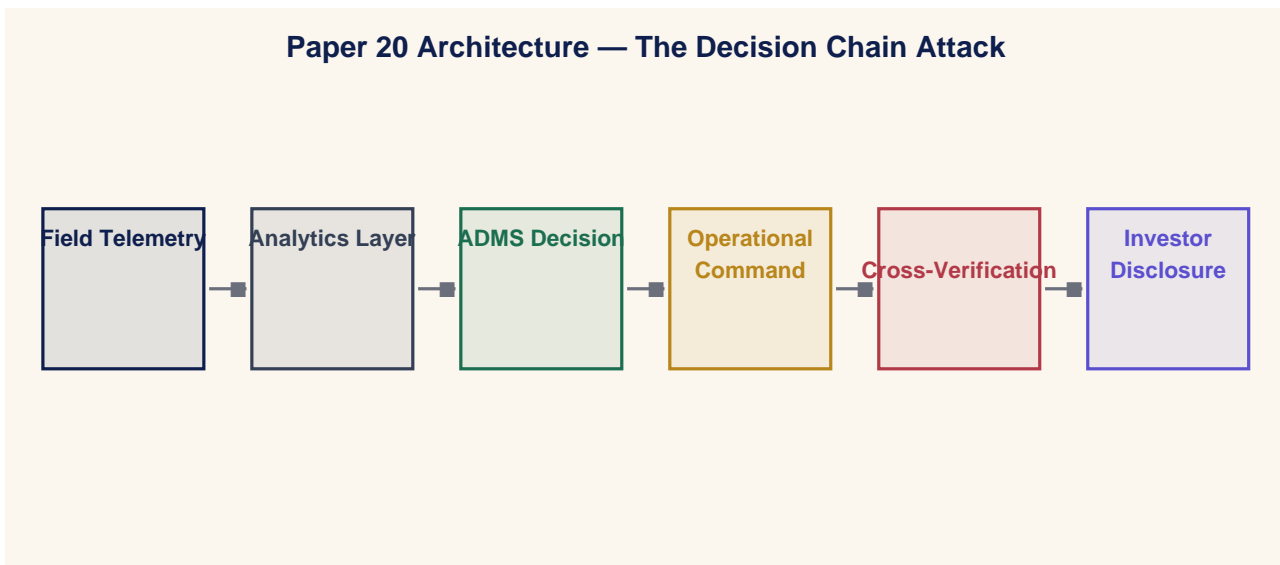 Paper 20 Architecture — The Decision Chain Attack
Field Telemetry
Analytics Layer
ADMS Decision
Operational
Command
Cross-Verification
Investor
Disclosure